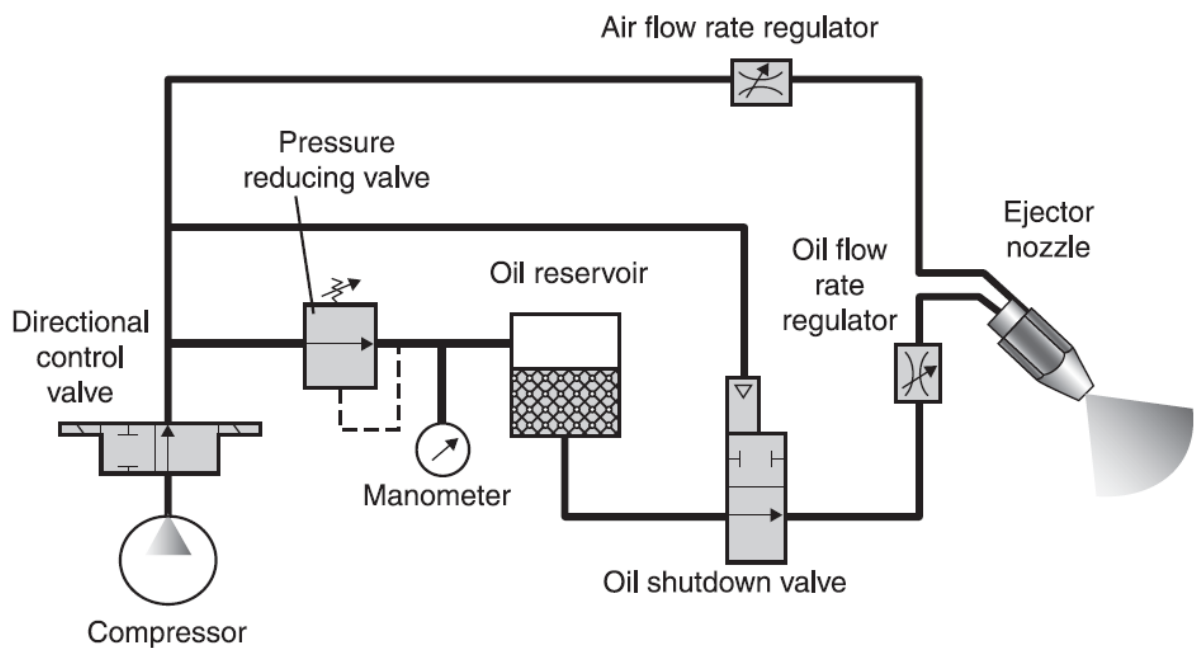 Air flow rate regulator
Pressure
reducing valve
Ejector
nozzle
Oil flow
rate
regulator
Oil reservoir
Directional
control
valve
Manometer
Oil shutdown valve
Compressor